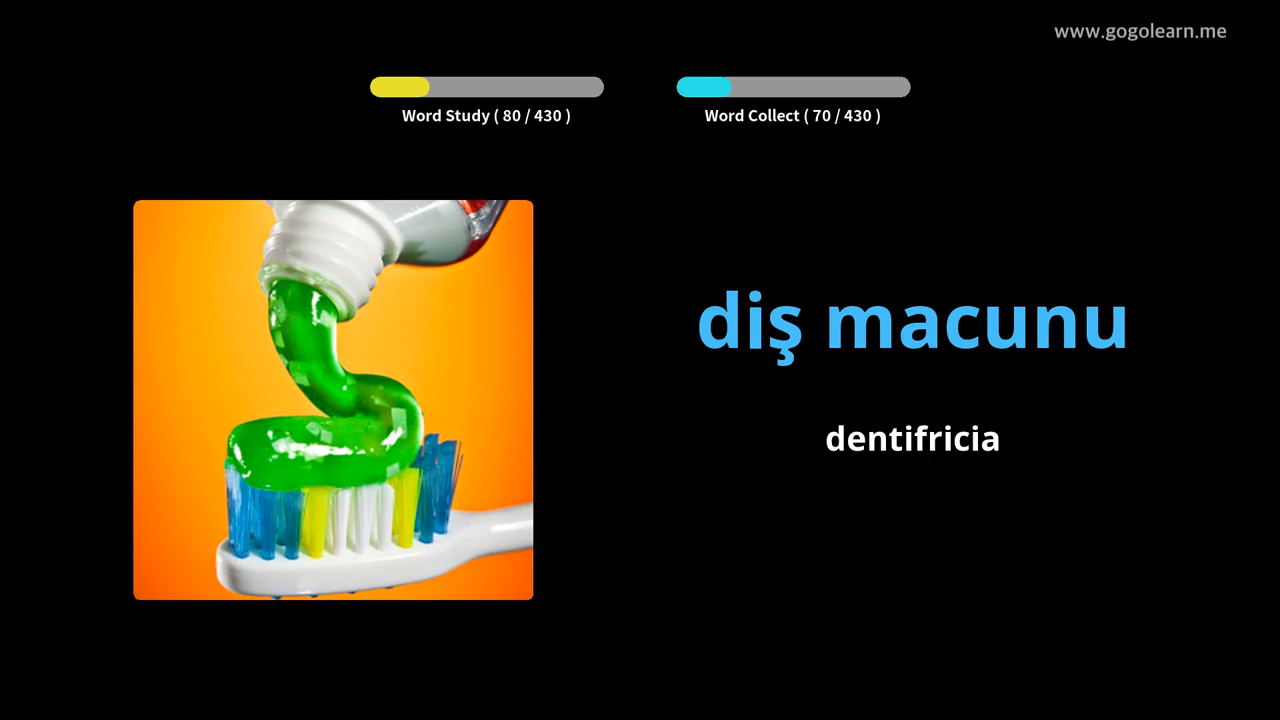 www.gogolearn.me
Word Study ( 80 / 430 )
Word Collect ( 70 / 430 )
diş macunu
dentifricia